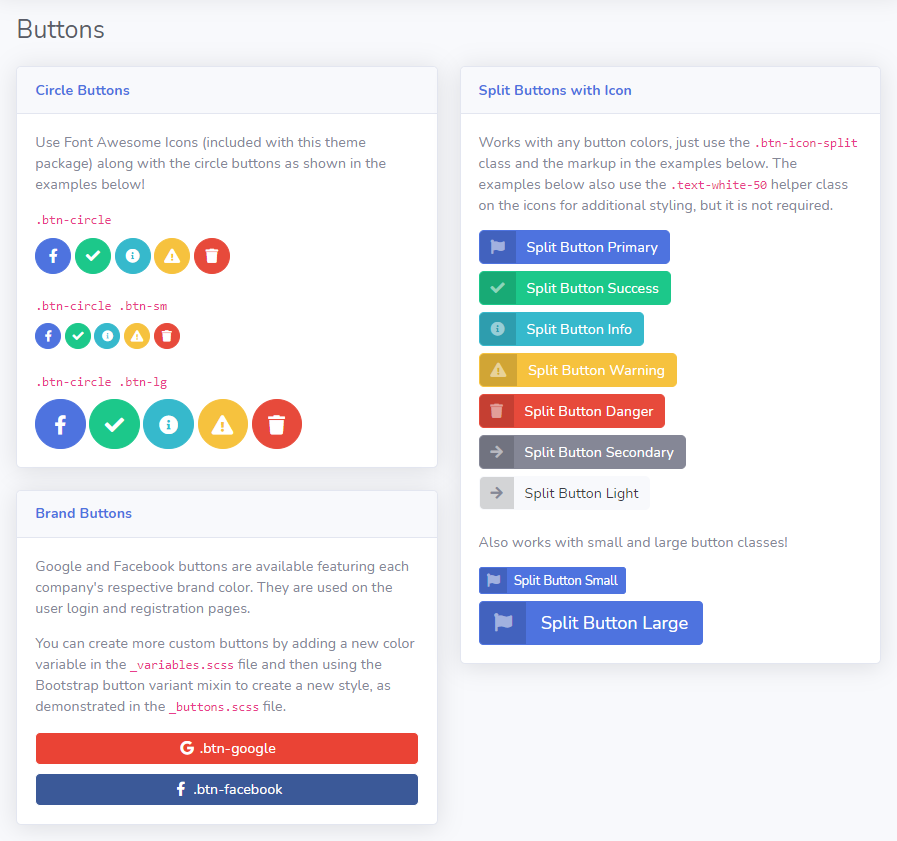 Buttons
Circle Buttons
Use Font Awesome Icons (included with this theme
package) along with the circle buttons as shown in the
examples below!
.btn-circle
.btn-circle .btn-sm
.btn-circle .btn-lg
Brand Buttons
Google and Facebook buttons are available featuring each
company's respective brand color. They are used on the
user login and registration pages.
You can create more custom buttons by adding a new color
variable in the _variables.scss file and then using the
Bootstrap button variant mixin to create a new style, as
demonstrated in the _buttons.scss file.
.btn-google
.btn-facebook
Split Buttons with Icon
Works with any button colors, just use the .btn-icon-split
class and the markup in the examples below. The
examples below also use the .text-white-50 helper class
on the icons for additional styling, but it is not required.
Split Button Primary
Split Button Success
Split Button Info
Split Button Warning
Split Button Danger
Split Button Secondary
Split Button Light
Also works with small and large button classes!
Split Button Small
Split Button Large